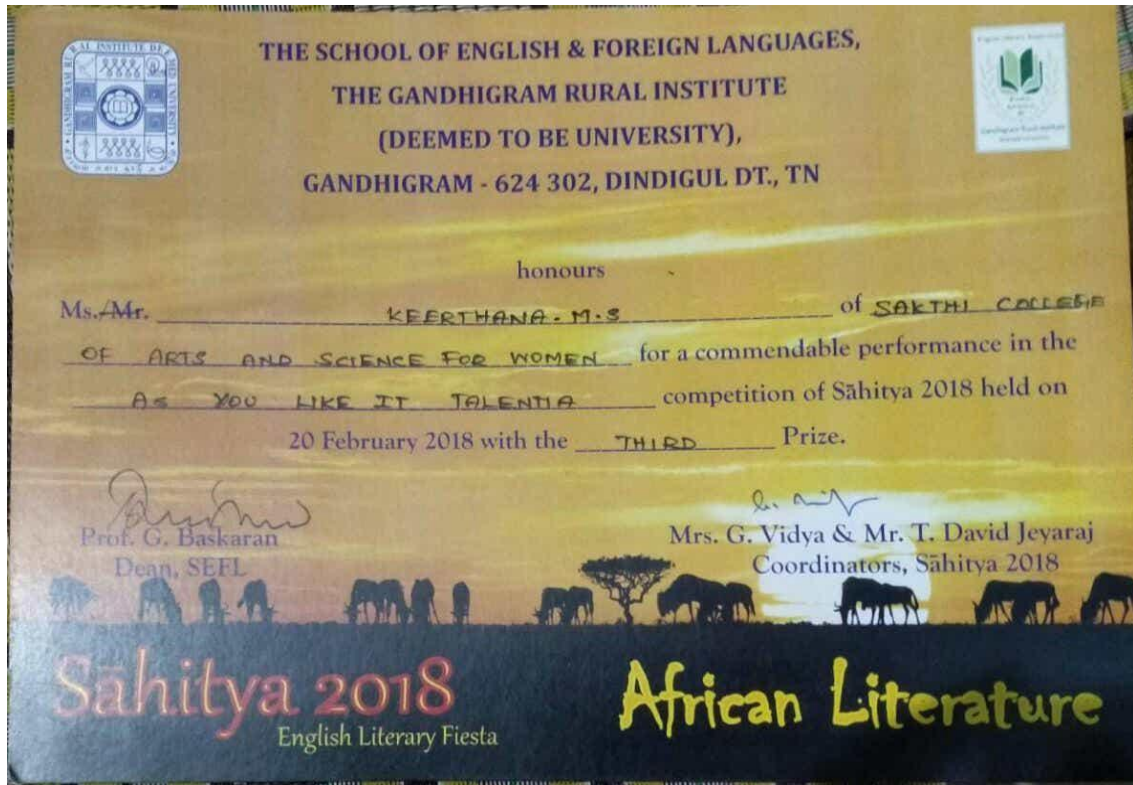 THE SCHOOL OF ENGLISH & FOREIGN LANGUAGES,
THE GANDHIGRAM RURAL INSTITUTE
(DEEMED TO BE UNIVERSITY),
GANDHIGRAM - 624 302, DINDIGUL DT., TN
honours
Ms./Mr. KEERTHANA. M. S of SAKTHI COLLEGE
OF ARTS AND SCIENCE FOR WOMEN for a commendable performance in the
AS YOU LIKE IT TALENTIA competition of Sāhitya 2018 held on
20 February 2018 with the THIRD Prize.
Prof. G. Baskaran
Dean, SEFL
Mrs. G. Vidya & Mr. T. David Jeyaraj
Coordinators, Sāhitya 2018
Sāhitya 2018
English Literary Fiesta
African Literature